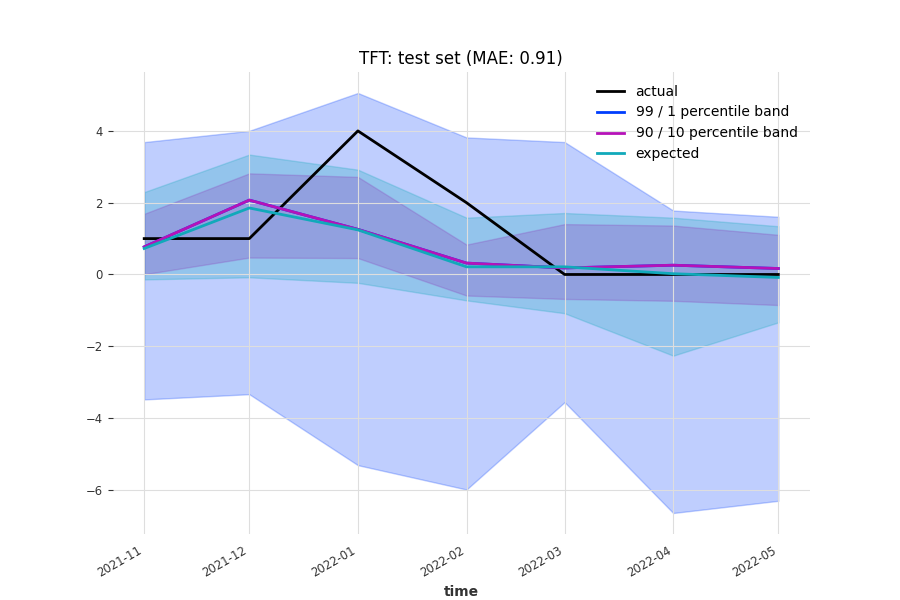 TFT: test set (MAE: 0.91)
actual
99 / 1 percentile band
90 / 10 percentile band
expected
4
2
0
−2
−4
−6
2021-11
2021-12
2022-01
2022-02
2022-03
2022-04
2022-05
time